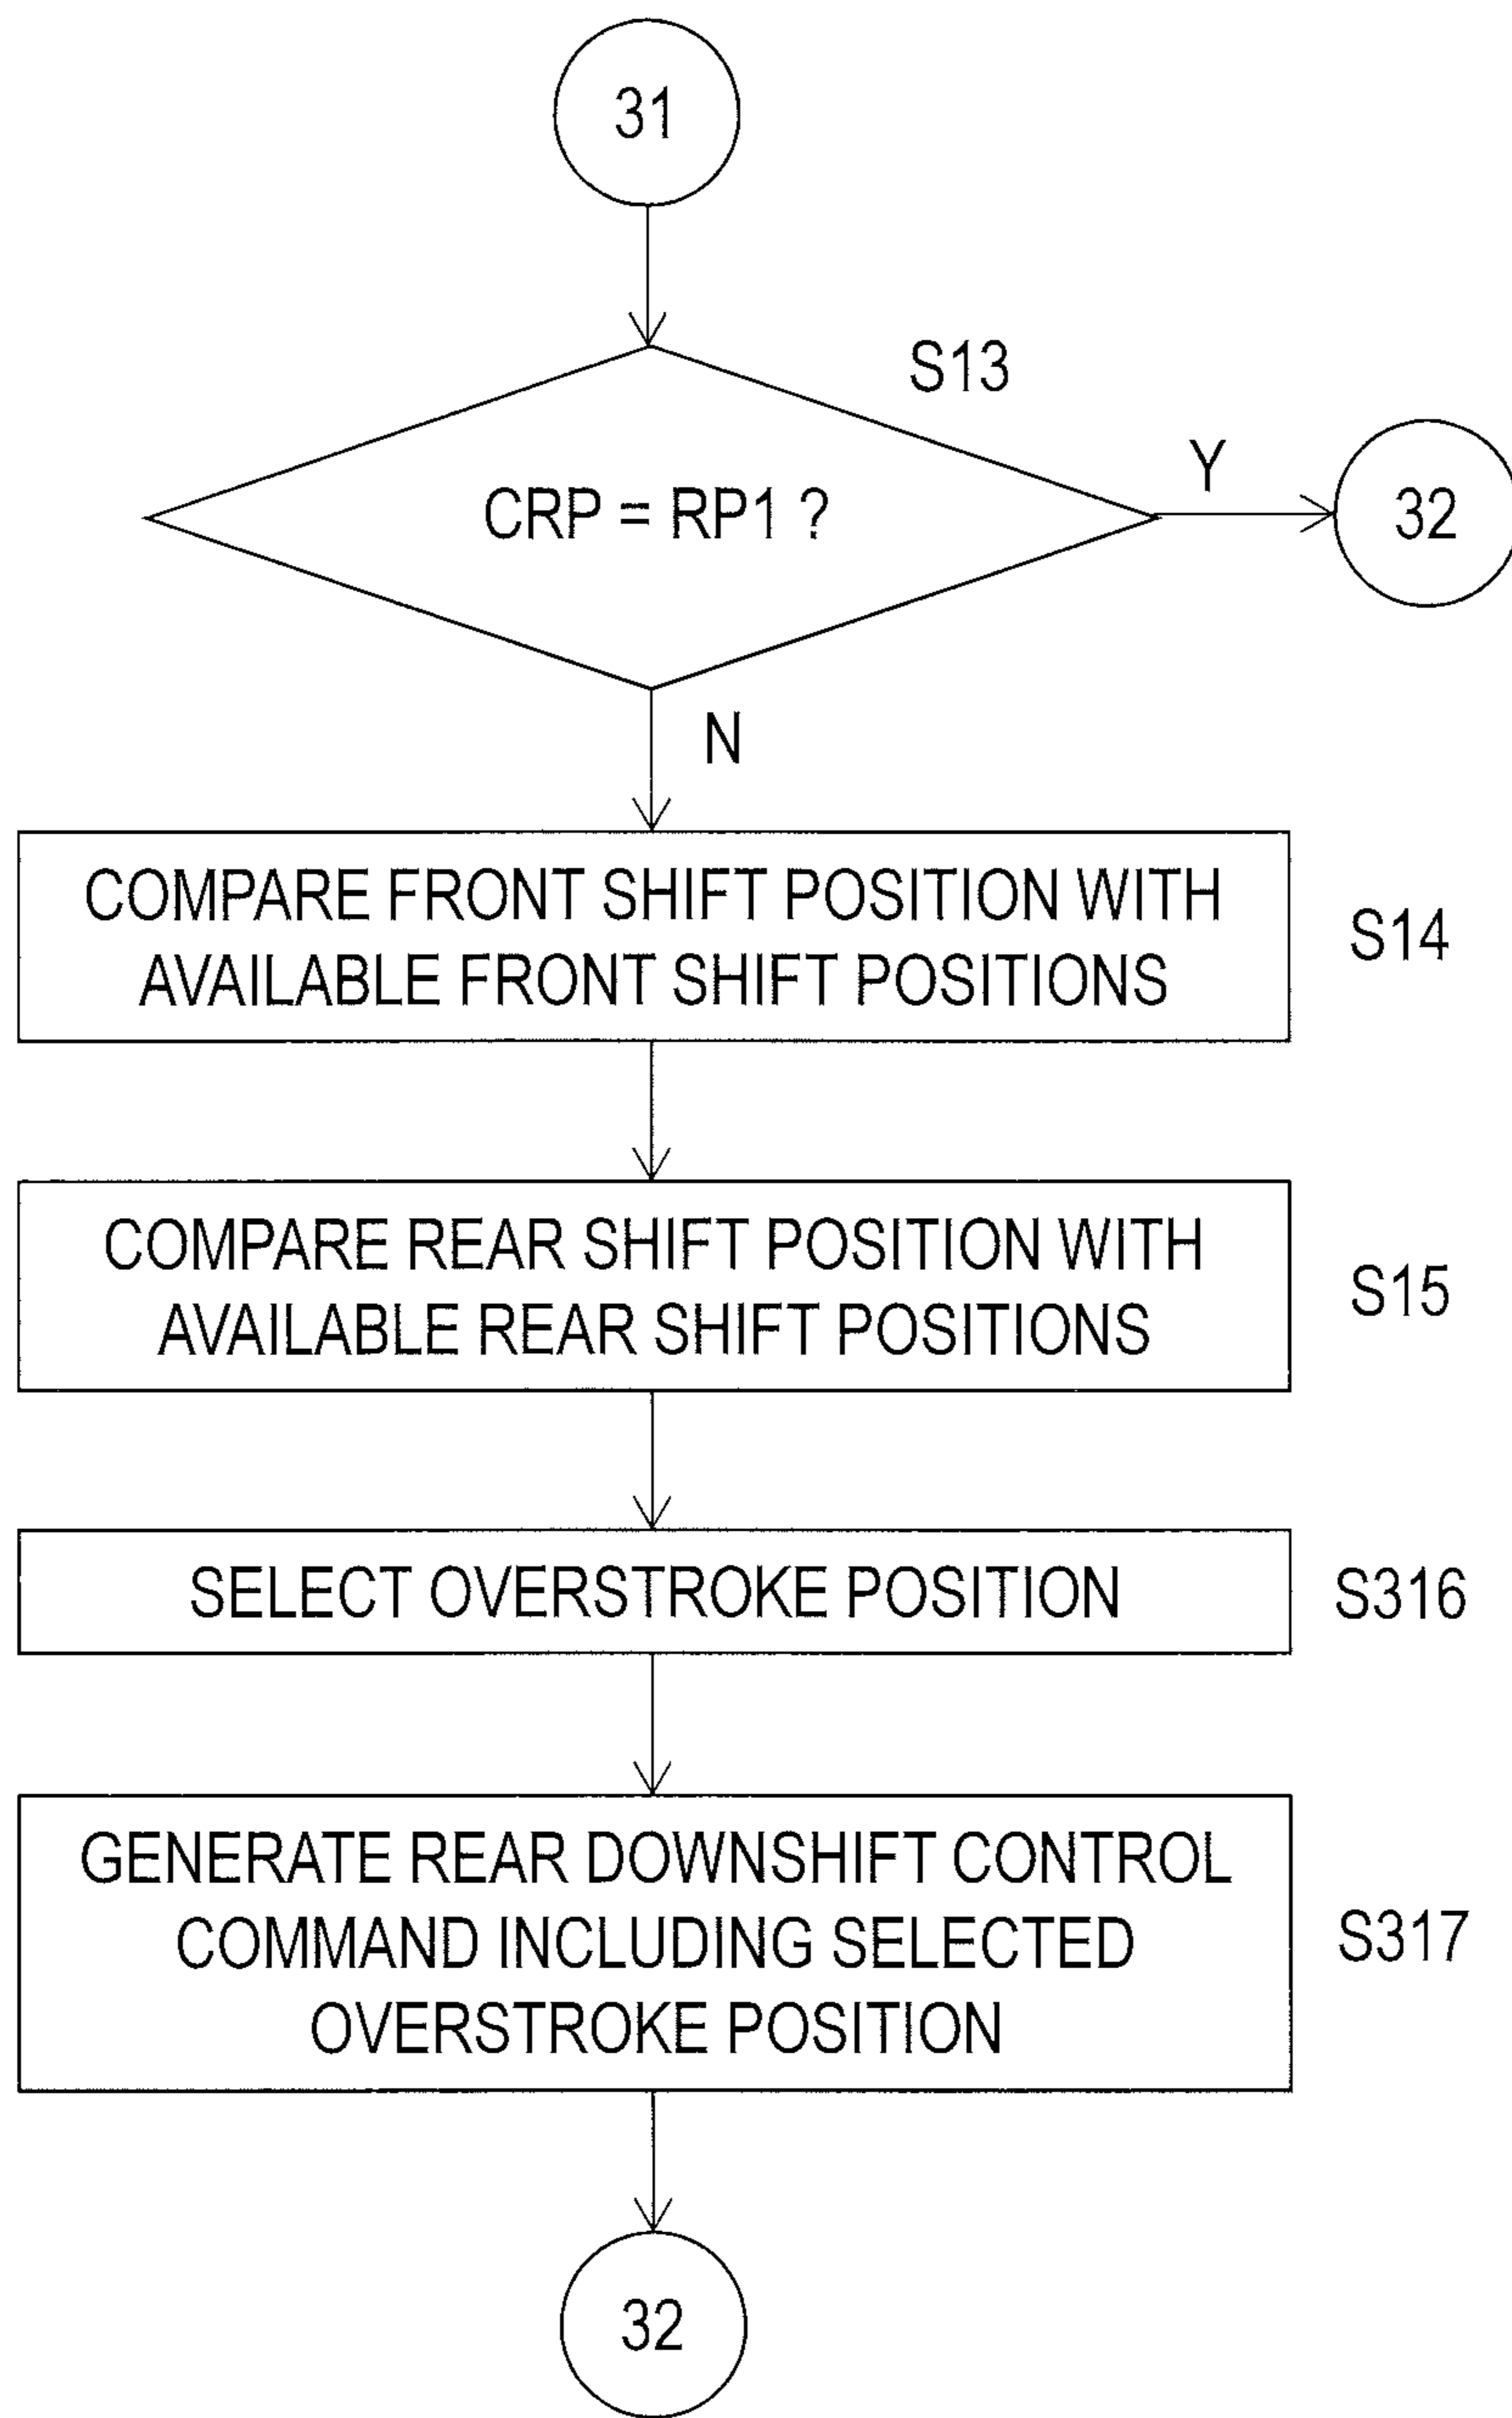 31
S13
CRP = RP1 ?
Y
32
N
COMPARE FRONT SHIFT POSITION WITH
AVAILABLE FRONT SHIFT POSITIONS
S14
COMPARE REAR SHIFT POSITION WITH
AVAILABLE REAR SHIFT POSITIONS
S15
SELECT OVERSTROKE POSITION
S316
GENERATE REAR DOWNSHIFT CONTROL
COMMAND INCLUDING SELECTED
OVERSTROKE POSITION
S317
32